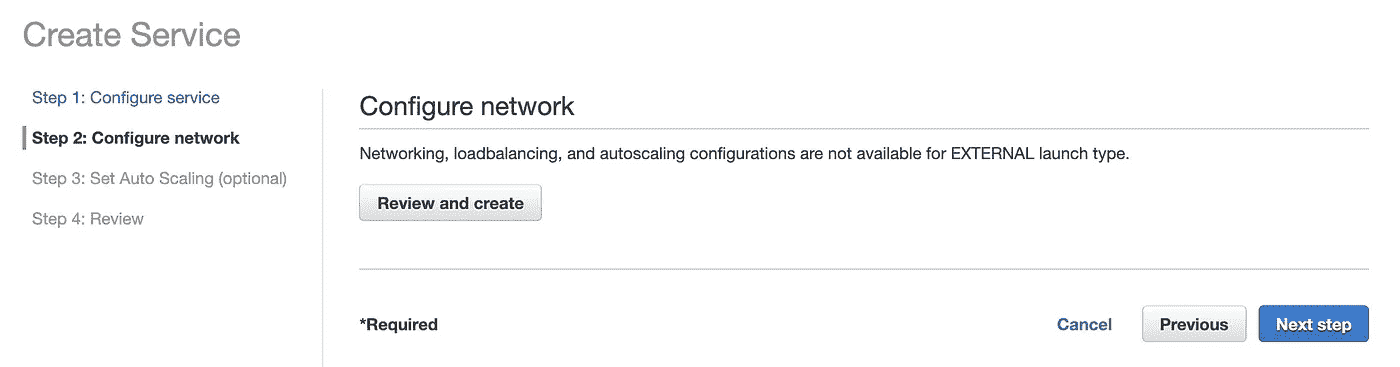 Create Service
Step 1: Configure service
Step 2: Configure network
Step 3: Set Auto Scaling (optional)
Step 4: Review
Configure network
Networking, loadbalancing, and autoscaling configurations are not available for EXTERNAL launch type.
Review and create
*Required
Cancel
Previous
Next step